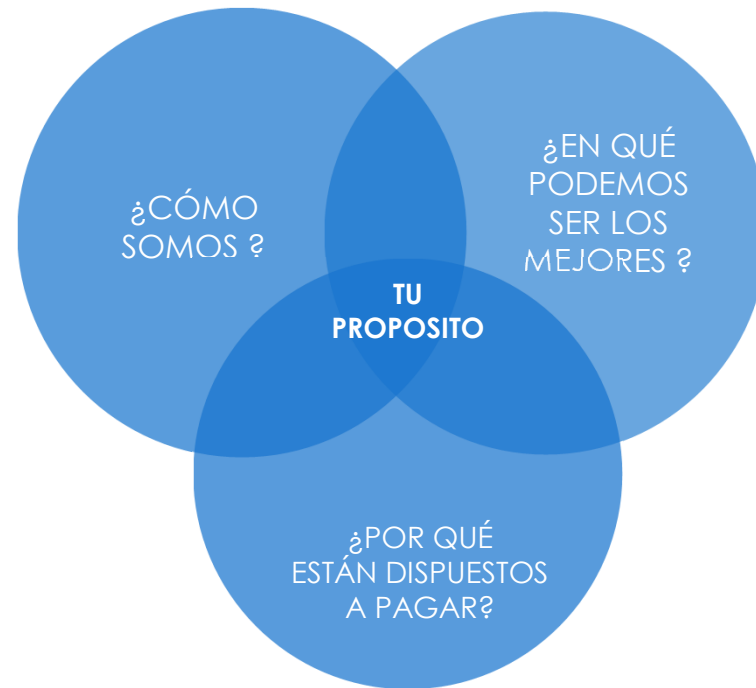 ¿CÓMO
SOMOS ?
¿EN QUÉ
PODEMOS
SER LOS
MEJORES ?
TU
PROPOSITO
¿POR QUÉ
ESTÁN DISPUESTOS
A PAGAR?